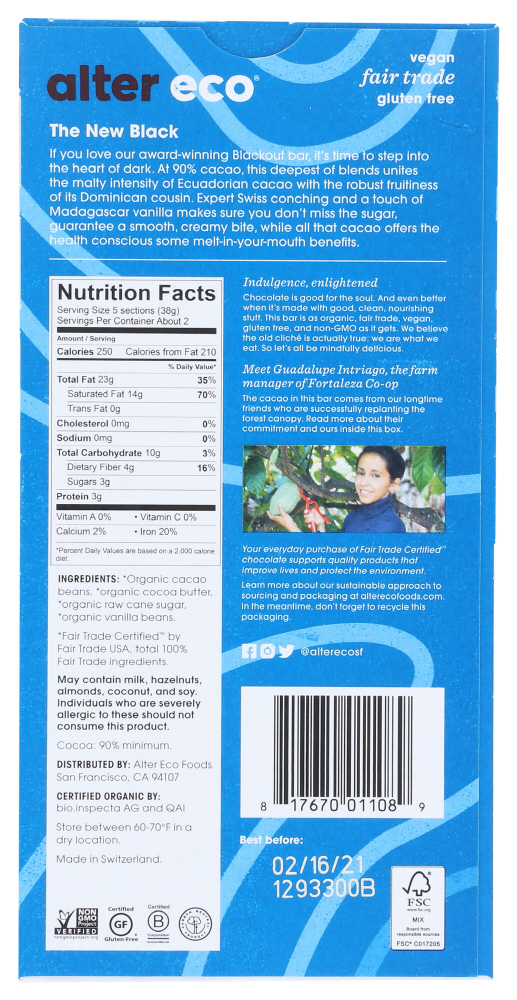 alter eco®
vegan
fair trade
gluten free
The New Black
If you love our award-winning Blackout bar, it's time to step into
the heart of dark. At 90% cacao, this deepest of blends unites
the malty intensity of Ecuadorian cacao with the robust fruitiness
of its Dominican cousin. Expert Swiss conching and a touch of
Madagascar vanilla makes sure you don't miss the sugar,
guarantee a smooth, creamy bite, while all that cacao offers the
health conscious some melt-in-your-mouth benefits.
Nutrition Facts
Serving Size 5 sections (38g)
Servings Per Container About 2
Amount / Serving
Calories 250 Calories from Fat 210
% Daily Value*
Total Fat 23g 35%
Saturated Fat 14g 70%
Trans Fat 0g
Cholesterol 0mg 0%
Sodium 0mg 0%
Total Carbohydrate 10g 3%
Dietary Fiber 4g 16%
Sugars 3g
Protein 3g
Vitamin A 0% • Vitamin C 0%
Calcium 2% • Iron 20%
*Percent Daily Values are based on a 2,000 calorie
diet.
INGREDIENTS: *Organic cacao
beans, *organic cocoa butter,
*organic raw cane sugar,
*organic vanilla beans.
*Fair Trade Certified™ by
Fair Trade USA, total 100%
Fair Trade ingredients.
May contain milk, hazelnuts,
almonds, coconut, and soy.
Individuals who are severely
allergic to these should not
consume this product.
Cocoa: 90% minimum.
DISTRIBUTED BY: Alter Eco Foods
San Francisco, CA 94107
CERTIFIED ORGANIC BY:
bio.inspecta AG and QAI
Store between 60-70°F in a
dry location.
Made in Switzerland.
NON
GMO
Project
VERIFIED
nongmoproject.org
Certified
GF
Gluten-Free
Certified
B
Corporation
Indulgence, enlightened
Chocolate is good for the soul. And even better
when it's made with good, clean, nourishing
stuff. This bar is as organic, fair trade, vegan,
gluten free, and non-GMO as it gets. We believe
the old cliché is actually true: we are what we
eat. So let's all be mindfully delicious.
Meet Guadalupe Intriago, the farm
manager of Fortaleza Co-op
The cacao in this bar comes from our longtime
friends who are successfully replanting the
forest canopy. Read more about their
commitment and ours inside this box.
Your everyday purchase of Fair Trade Certified™
chocolate supports quality products that
improve lives and protect the environment.
Learn more about our sustainable approach to
sourcing and packaging at alterecofoods.com.
In the meantime, don't forget to recycle this
packaging.
@alterecosf
8 17670 01108 9
Best before:
02/16/21
1293300B
FSC
www.fsc.org
MIX
Board from
responsible sources
FSC® C017205